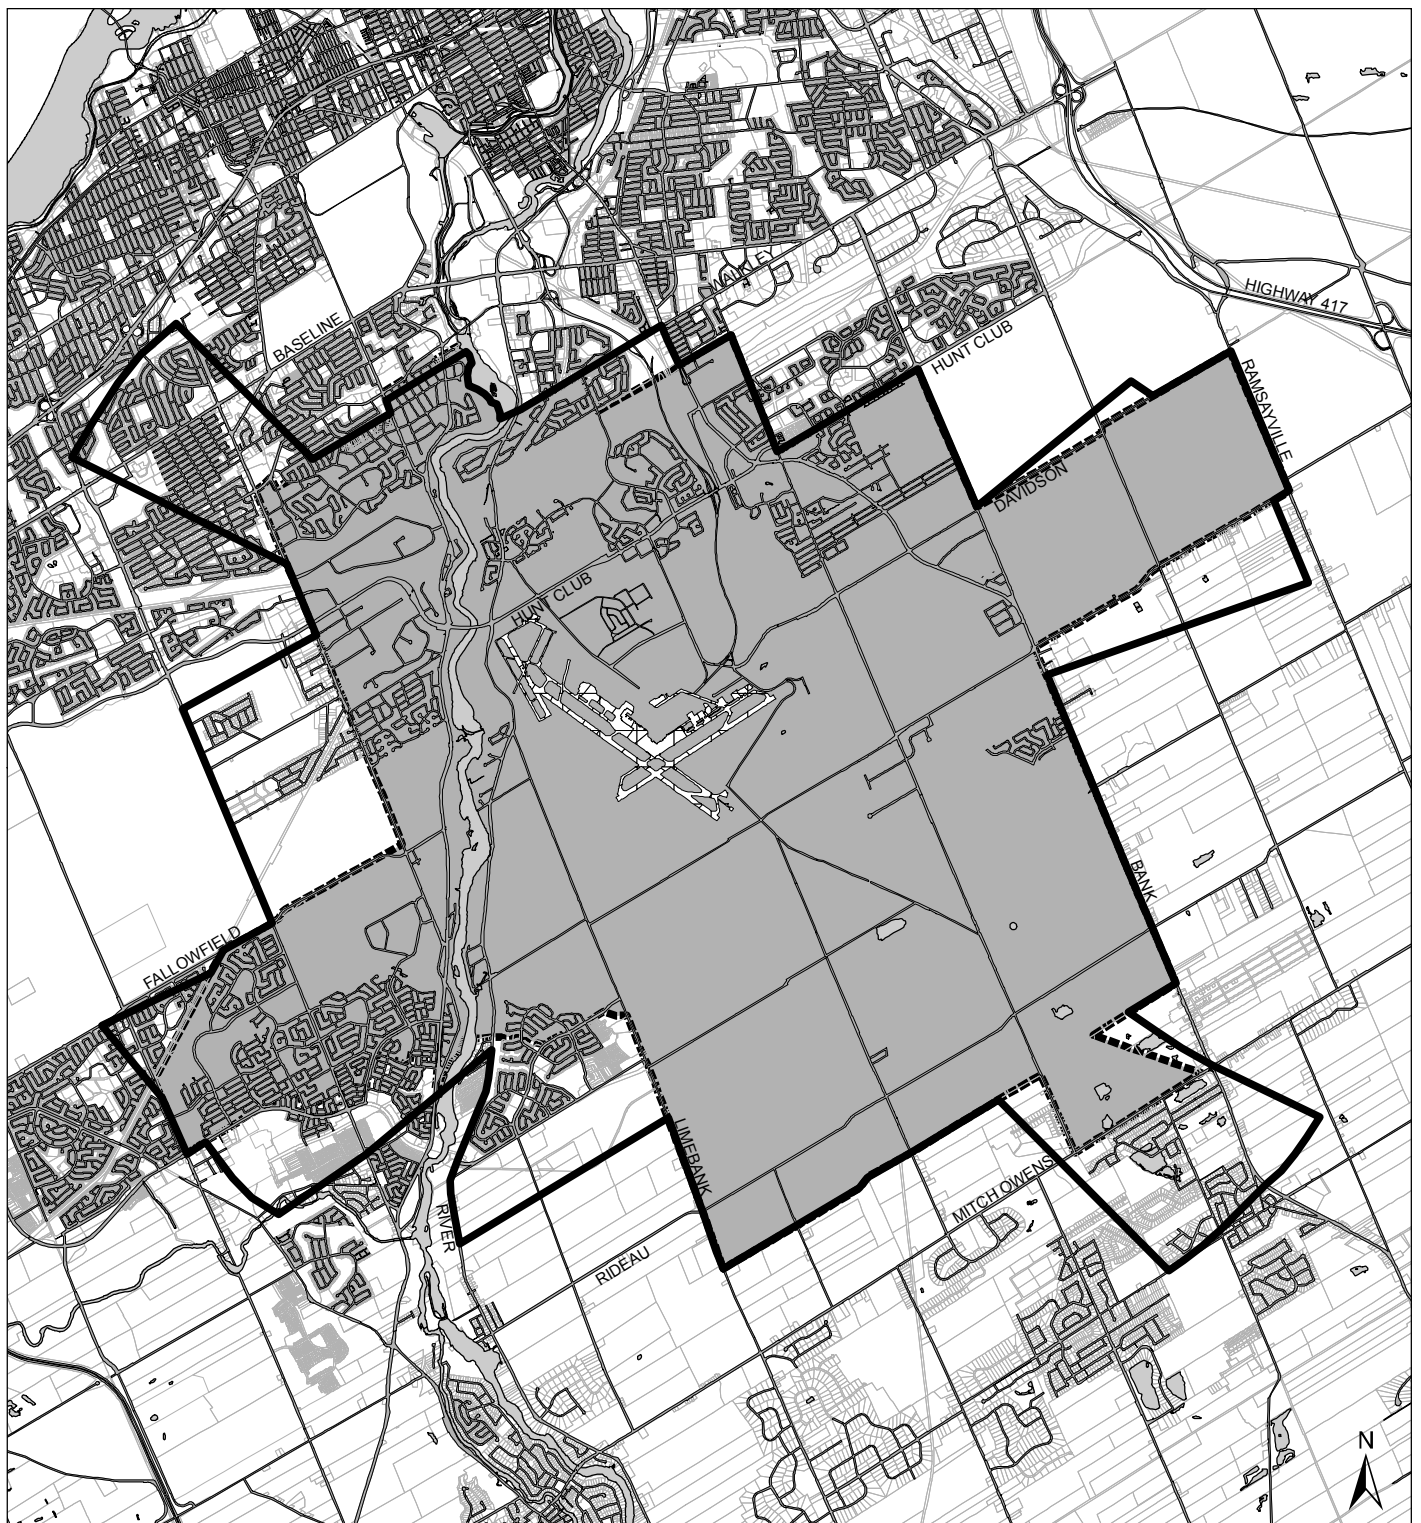 WALKLEY
HIGHWAY 417
BASELINE
HUNT CLUB
RAMSAYVILLE
DAVIDSON
HUNT CLUB
BANK
FALLOWFIELD
LIMEBANK
MITCH OWENS
RIVER
RIDEAU
N